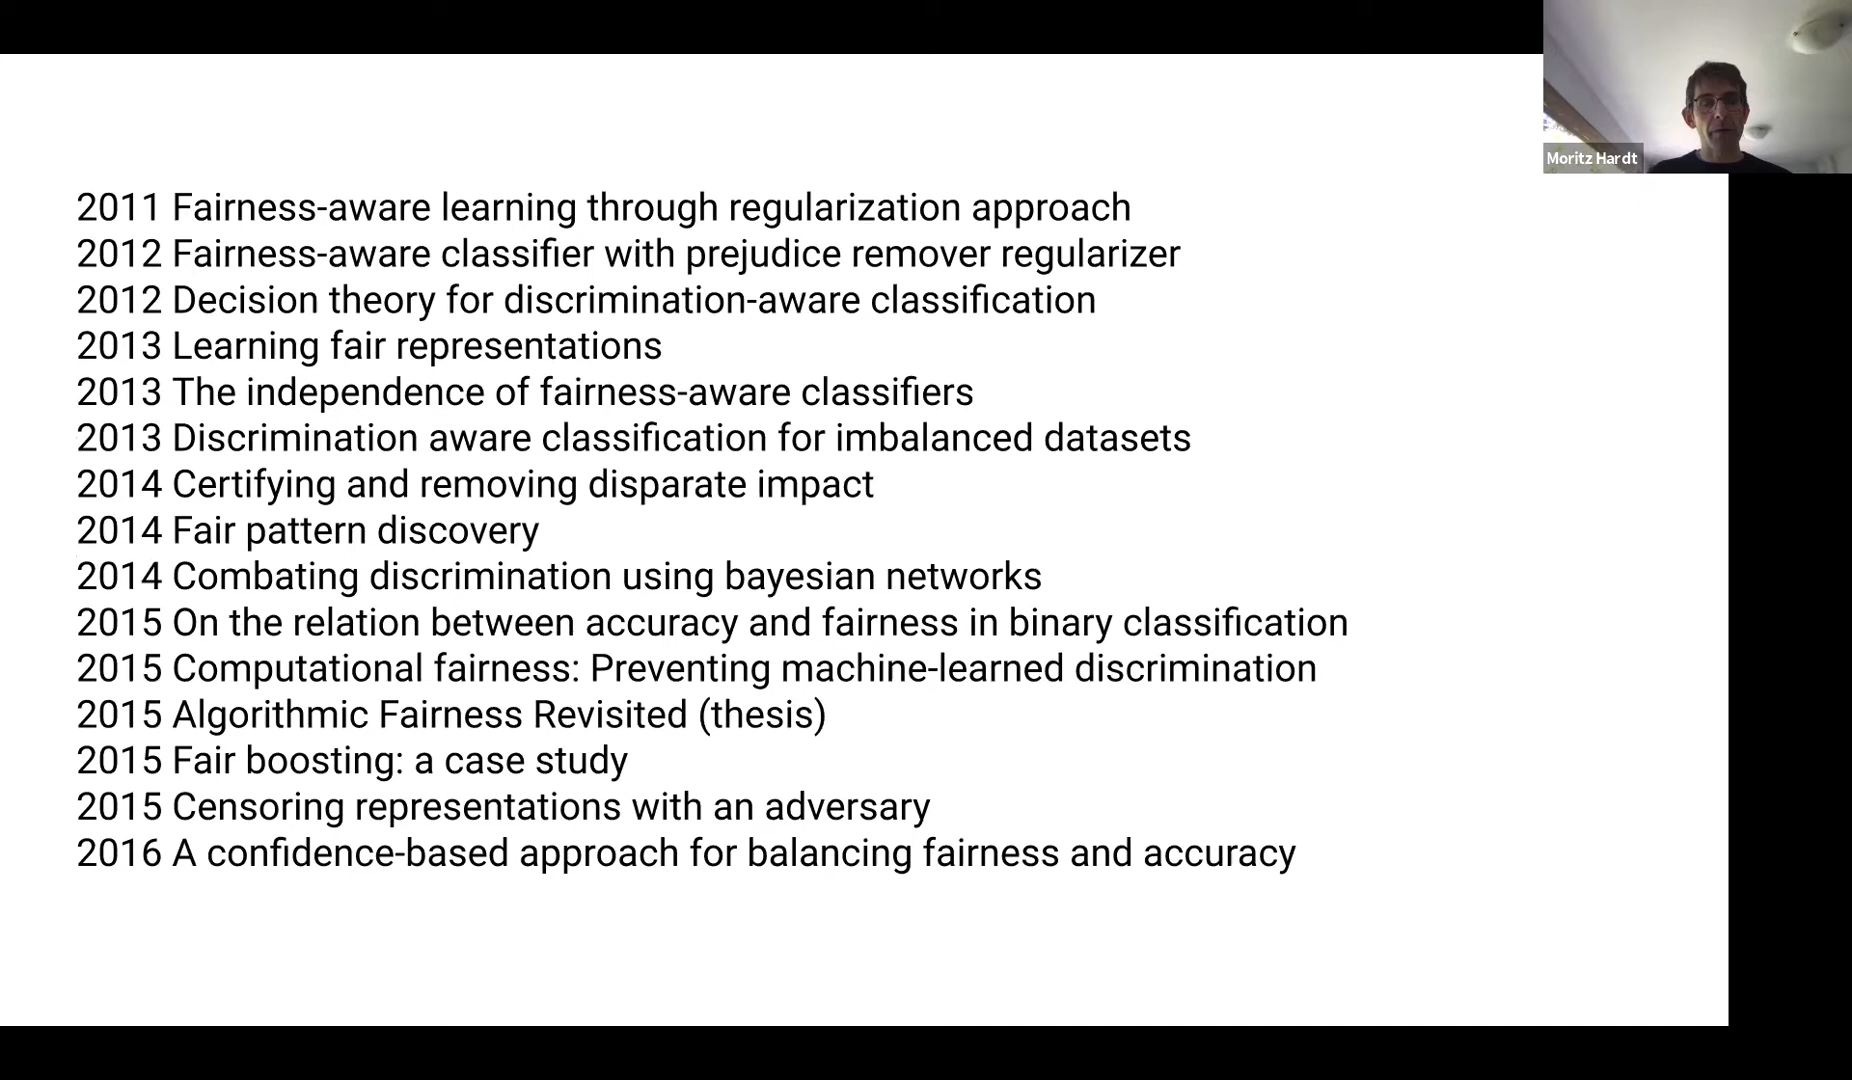 Moritz Hardt
2011 Fairness-aware learning through regularization approach
2012 Fairness-aware classifier with prejudice remover regularizer
2012 Decision theory for discrimination-aware classification
2013 Learning fair representations
2013 The independence of fairness-aware classifiers
2013 Discrimination aware classification for imbalanced datasets
2014 Certifying and removing disparate impact
2014 Fair pattern discovery
2014 Combating discrimination using bayesian networks
2015 On the relation between accuracy and fairness in binary classification
2015 Computational fairness: Preventing machine-learned discrimination
2015 Algorithmic Fairness Revisited (thesis)
2015 Fair boosting: a case study
2015 Censoring representations with an adversary
2016 A confidence-based approach for balancing fairness and accuracy